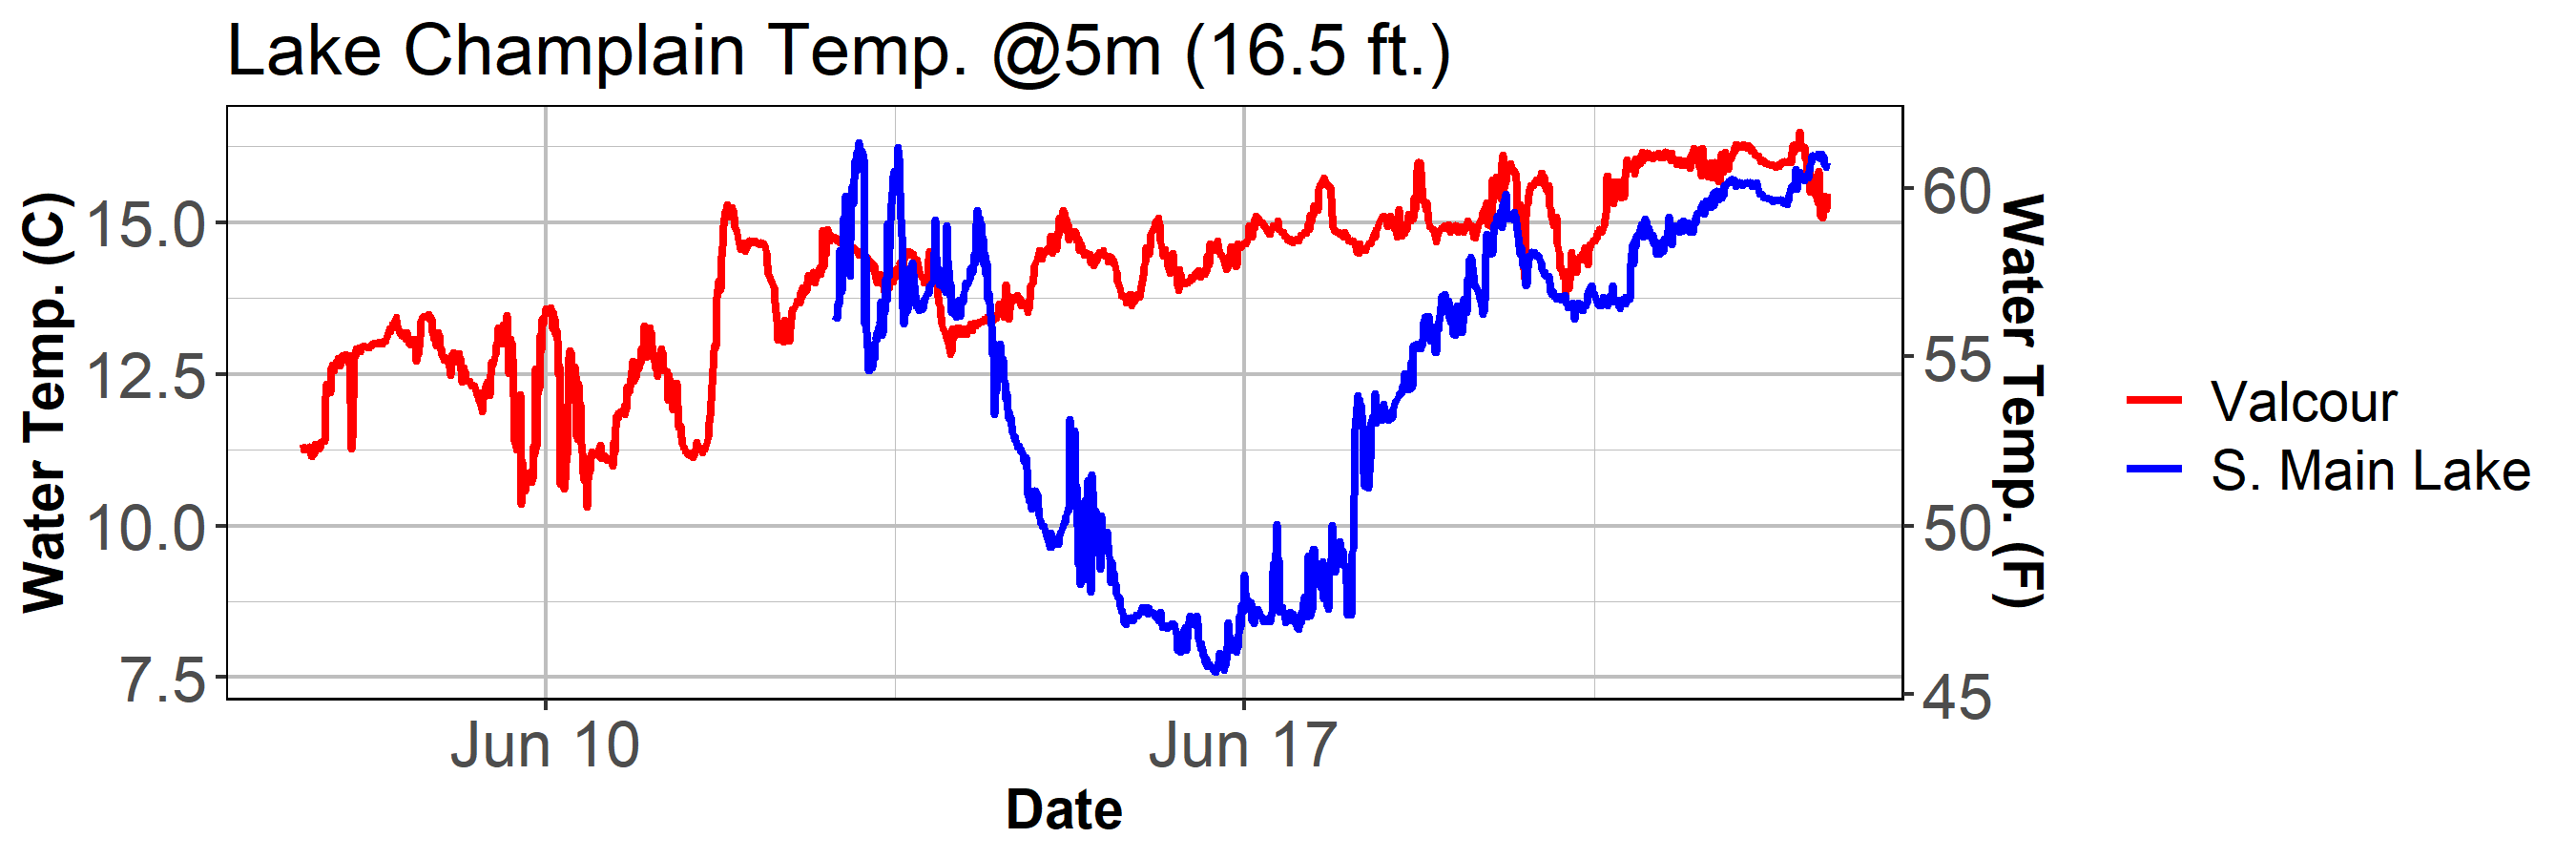 Lake Champlain Temp. @5m (16.5 ft.)
Water Temp. (C)
15.0
12.5
10.0
7.5
60
55
50
45
Water Temp. (F)
Jun 10
Jun 17
Date
Valcour
S. Main Lake